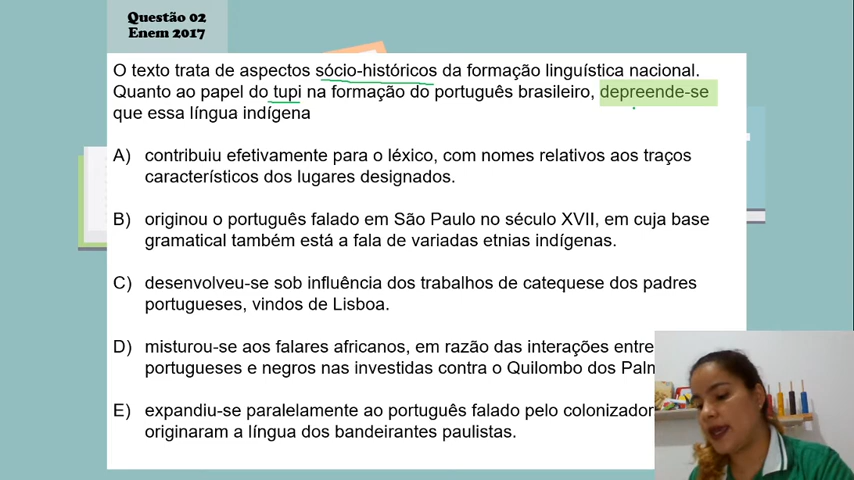 Questão 02
Enem 2017
O texto trata de aspectos sócio-históricos da formação linguística nacional.
Quanto ao papel do tupi na formação do português brasileiro, depreende-se
que essa língua indígena
A) contribuiu efetivamente para o léxico, com nomes relativos aos traços
característicos dos lugares designados.
B) originou o português falado em São Paulo no século XVII, em cuja base
gramatical também está a fala de variadas etnias indígenas.
C) desenvolveu-se sob influência dos trabalhos de catequese dos padres
portugueses, vindos de Lisboa.
D) misturou-se aos falares africanos, em razão das interações entre
portugueses e negros nas investidas contra o Quilombo dos
E) expandiu-se paralelamente ao português falado pelo colonizador
originaram a língua dos bandeirantes paulistas.